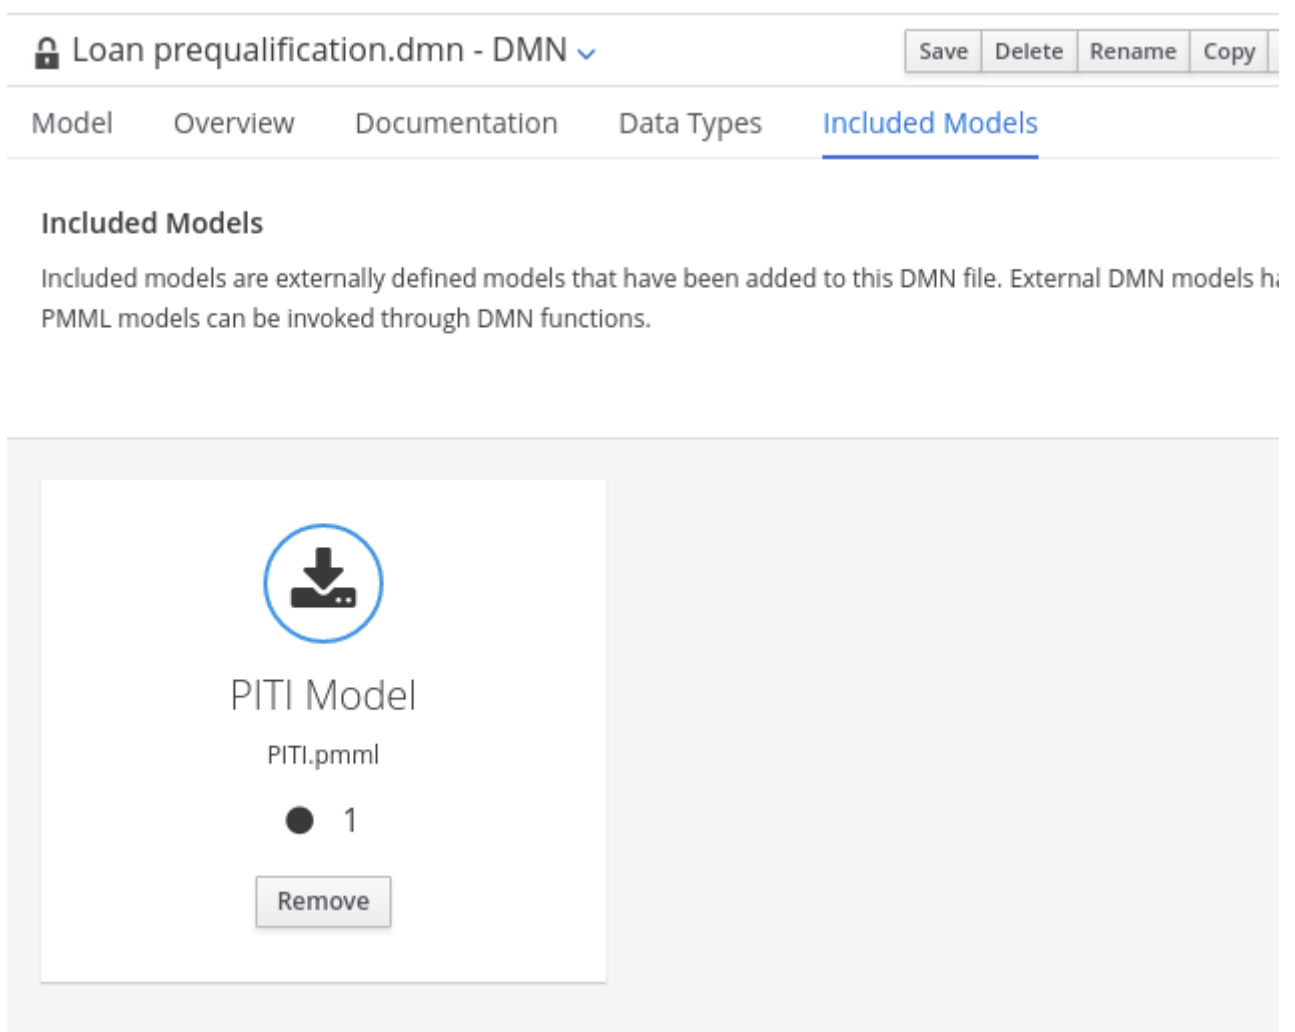 Loan prequalification.dmn - DMN
Save Delete Rename Copy
Model Overview Documentation Data Types Included Models
Included Models
Included models are externally defined models that have been added to this DMN file. External DMN models
PMML models can be invoked through DMN functions.
PITI Model
PITI.pmml
1
Remove